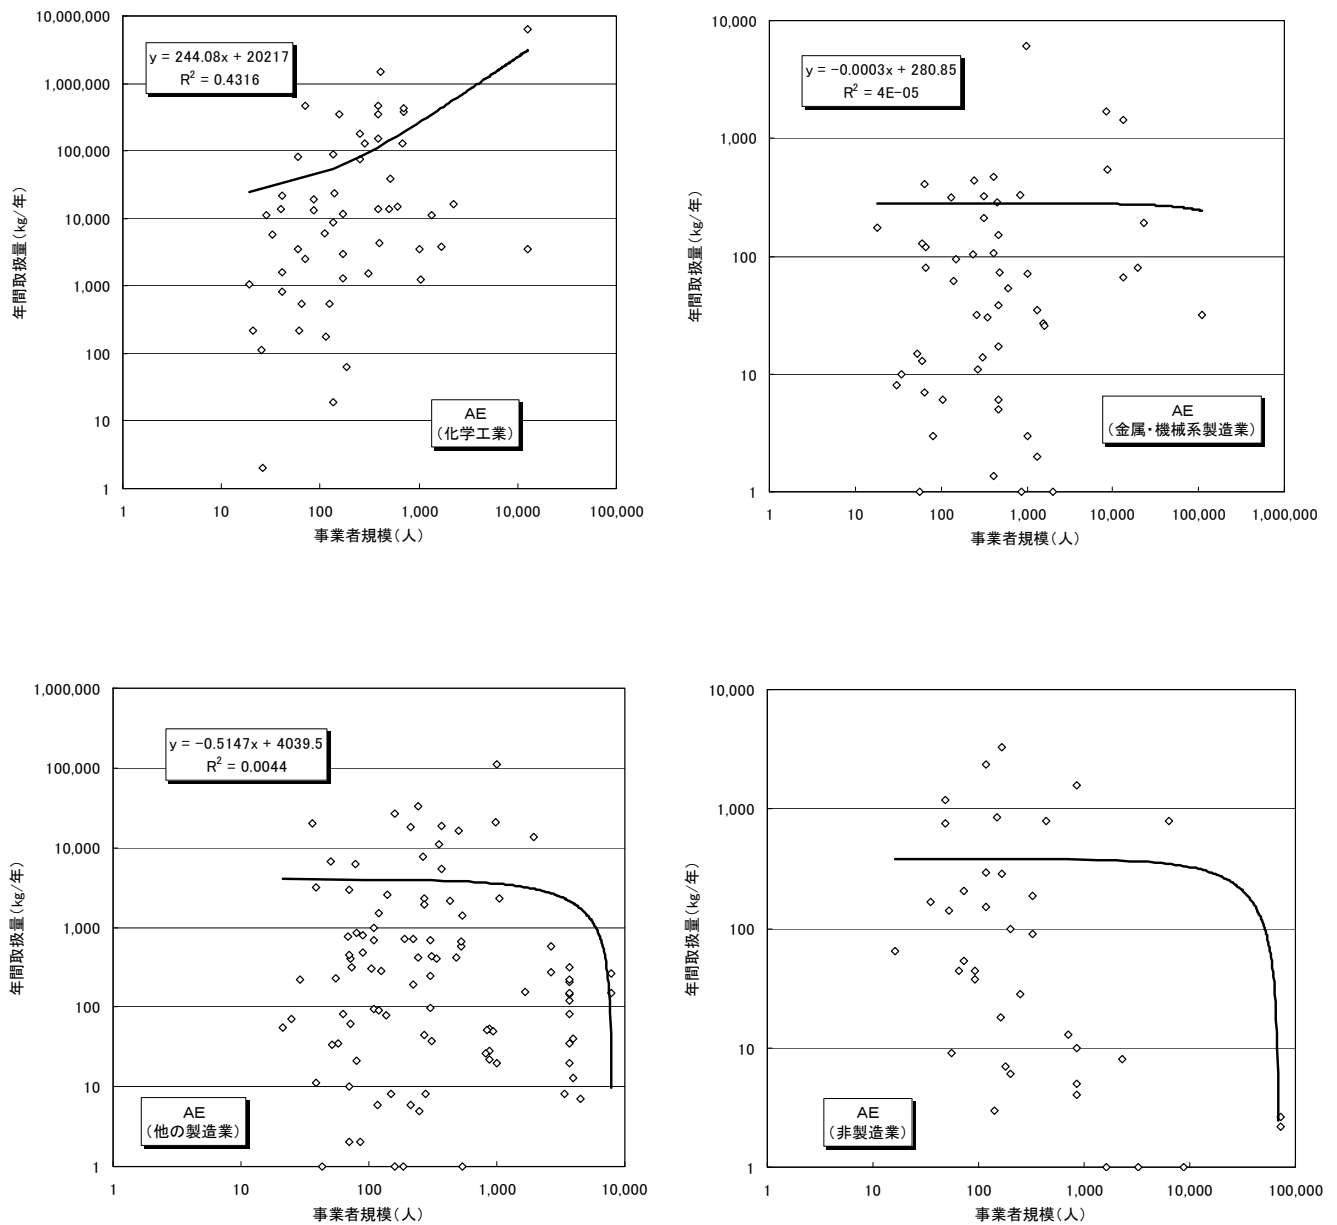 10,000,000
1,000,000
100,000
10,000
1,000
100
10
1
年間取扱量(kg/年)
y = 244.08x + 20217
R² = 0.4316
AE
(化学工業)
1 10 100 1,000 10,000 100,000
事業者規模(人)
10,000
1,000
100
10
1
年間取扱量(kg/年)
y = −0.0003x + 280.85
R² = 4E-05
AE
(金属・機械系製造業)
1 10 100 1,000 10,000 100,000 1,000,000
事業者規模(人)
1,000,000
100,000
10,000
1,000
100
10
1
年間取扱量(kg/年)
y = −0.5147x + 4039.5
R² = 0.0044
AE
(他の製造業)
1 10 100 1,000 10,000
事業者規模(人)
10,000
1,000
100
10
1
年間取扱量(kg/年)
AE
(非製造業)
1 10 100 1,000 10,000 100,000
事業者規模(人)